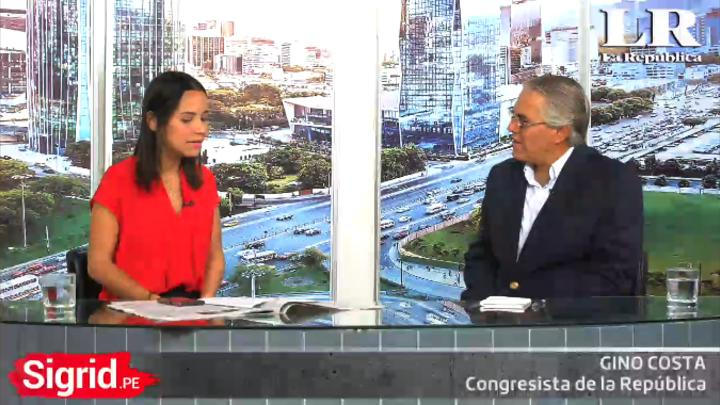 LR
La República
GINO COSTA
Congresista de la República
Sigrid.PE